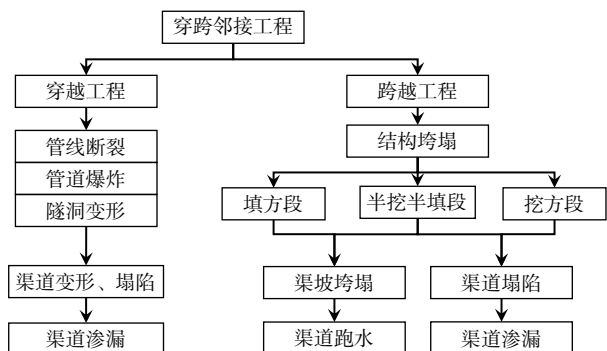 穿跨邻接工程
穿越工程
跨越工程
管线断裂
管道爆炸
隧洞变形
结构垮塌
填方段
半挖半填段
挖方段
渠道变形、塌陷
渠坡垮塌
渠道塌陷
渠道渗漏
渠道跑水
渠道渗漏